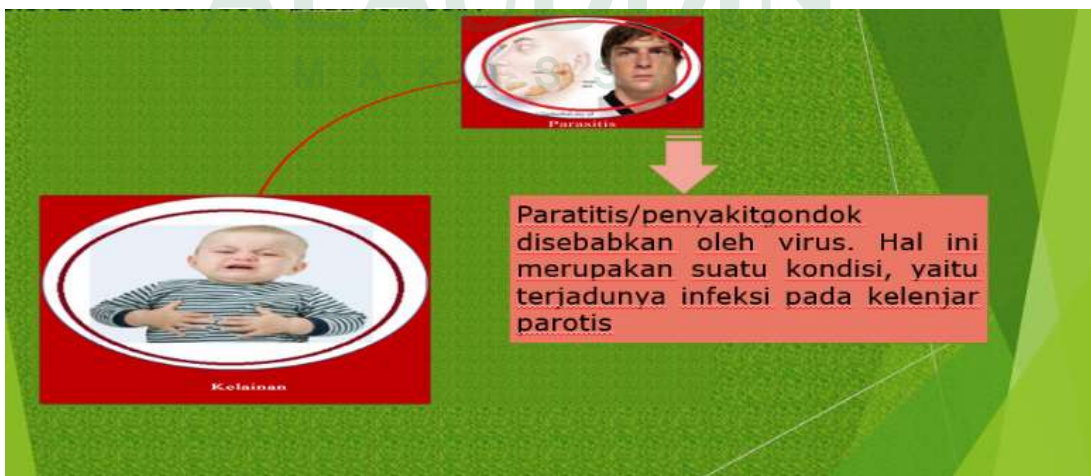 Paraxitis
Paratitis/penyakitgondok
disebabkan oleh virus. Hal ini
merupakan suatu kondisi, yaitu
terjadunya infeksi pada kelenjar
parotis
Kelainan